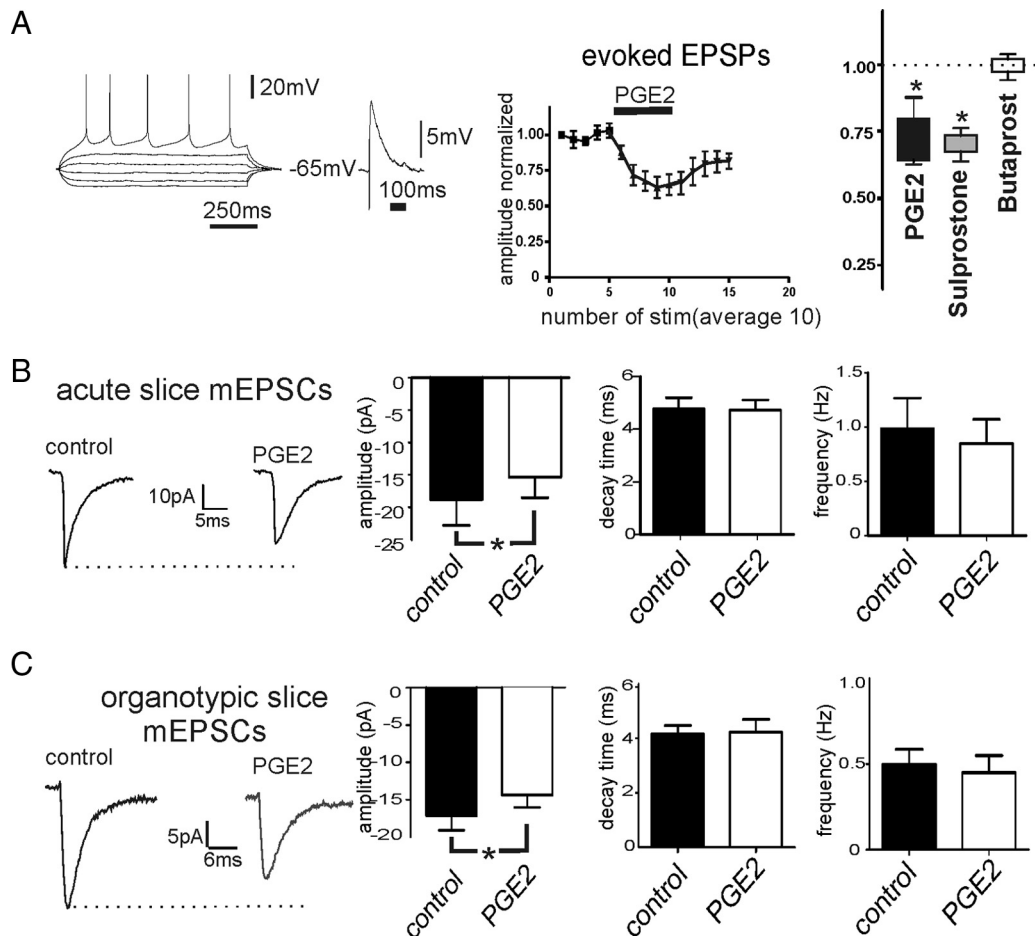 A
20mV
-65mV
250ms
5mV
100ms
evoked EPSPs
PGE2
amplitude normalized
1.00
0.75
0.50
0.25
0
0
5
10
15
20
number of stim(average 10)
1.00
0.75
0.50
0.25
*
*
PGE2
Sulprostone
Butaprost
B
acute slice mEPSCs
control
PGE2
10pA
5ms
amplitude (pA)
0
-5
-10
-15
-20
-25
*
control
PGE2
decay time (ms)
6
4
2
0
control
PGE2
frequency (Hz)
1.5
1.0
0.5
0
control
PGE2
C
organotypic slice
mEPSCs
control
PGE2
5pA
6ms
amplitude (pA)
0
-5
-10
-15
-20
*
control
PGE2
decay time (ms)
6
4
2
0
control
PGE2
frequency (Hz)
1.0
0.5
0
control
PGE2